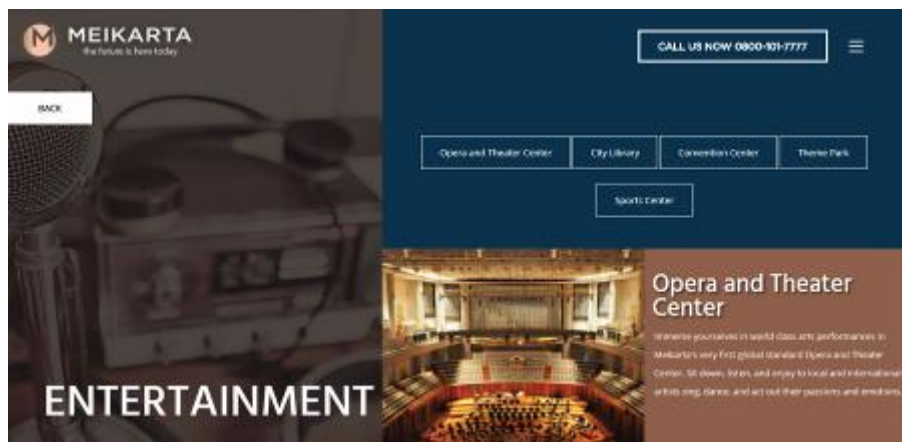 MEIKARTA
the future is here today
CALL US NOW 0800-101-7777
BACK
Opera and Theater Center
City Library
Convention Center
Theme Park
Sports Center
Opera and Theater
Center
Immerse yourselves in world class arts performances in
Meikarta's very first global standard Opera and Theater
Center. Sit down, listen, and enjoy to local and international
artists sing, dance, and act out their passions and emotions
ENTERTAINMENT